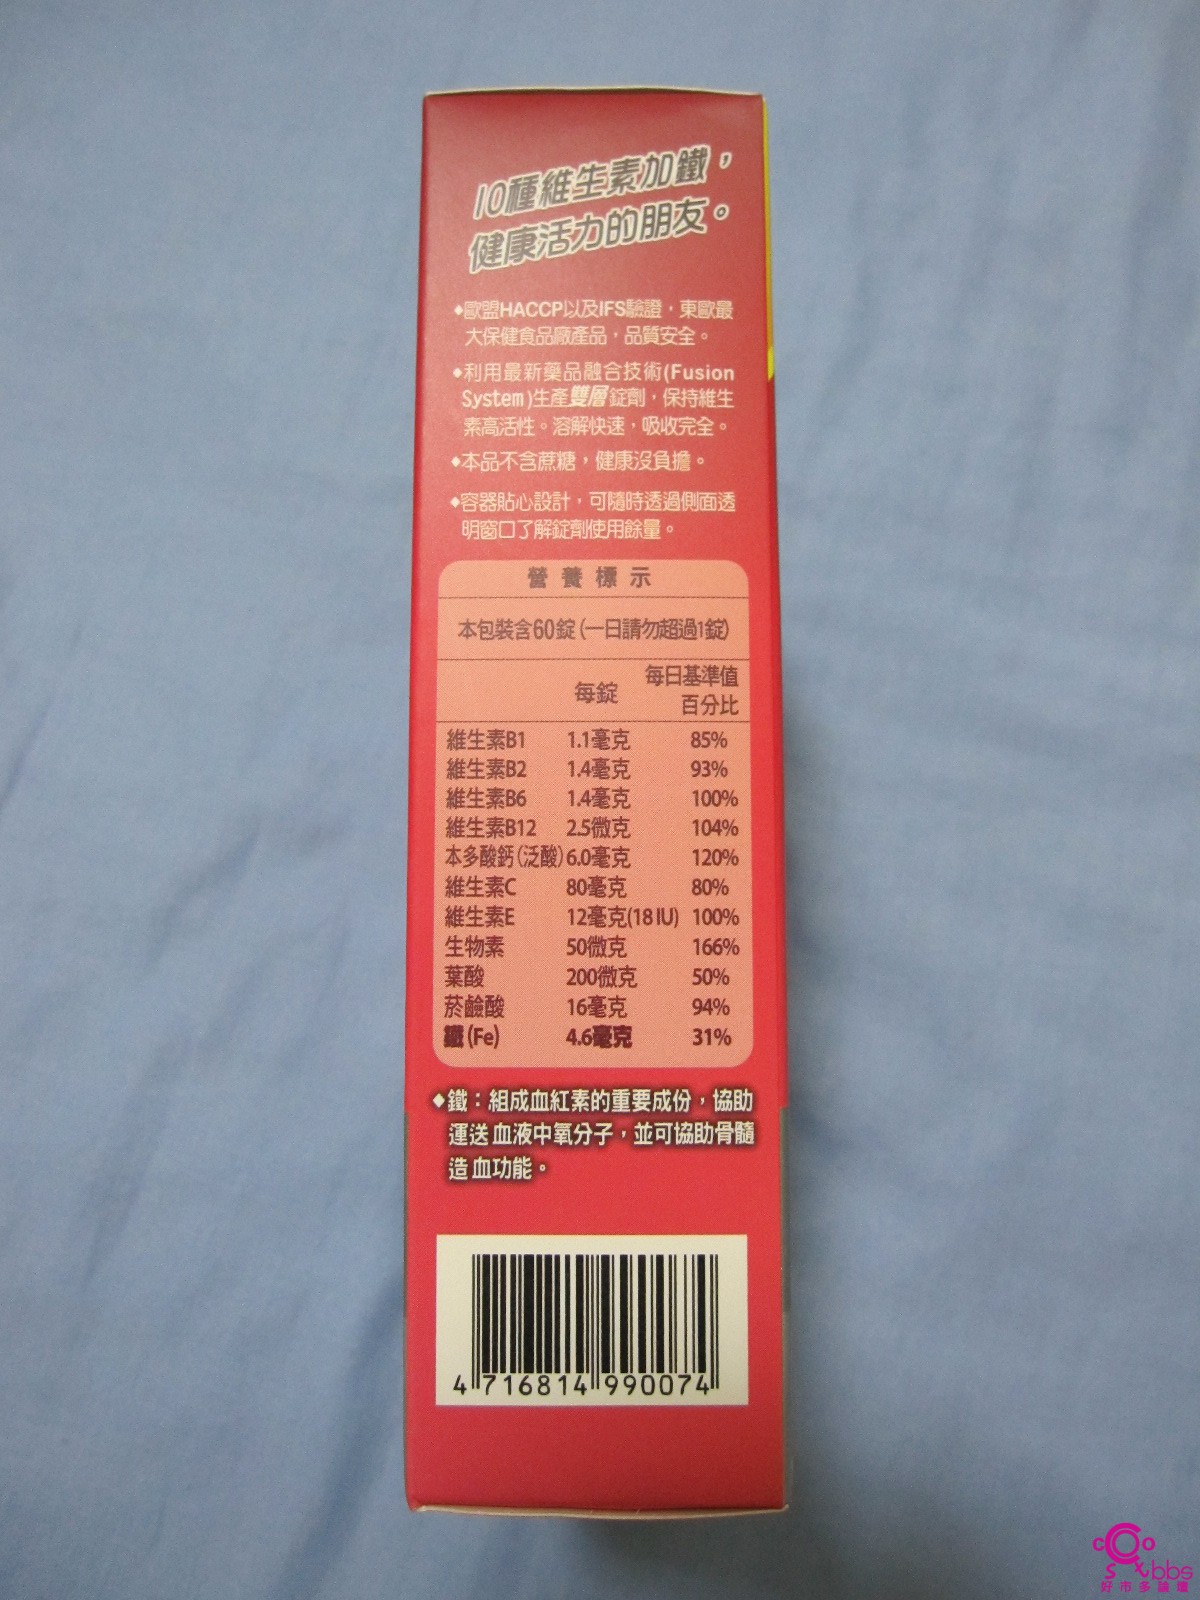 10種維生素加鐵，
健康活力的朋友。
◆歐盟HACCP以及IFS驗證，東歐最
大保健食品廠產品，品質安全。
◆利用最新藥品融合技術(Fusion
System)生產雙層錠劑，保持維生
素高活性。溶解快速，吸收完全。
◆本品不含蔗糖，健康沒負擔。
◆容器貼心設計，可隨時透過側面透
明窗口了解錠劑使用餘量。
營養標示
本包裝含60錠(一日請勿超過1錠)
每錠 每日基準值
百分比
維生素B1 1.1毫克 85%
維生素B2 1.4毫克 93%
維生素B6 1.4毫克 100%
維生素B12 2.5微克 104%
本多酸鈣(泛酸) 6.0毫克 120%
維生素C 80毫克 80%
維生素E 12毫克(18 IU) 100%
生物素 50微克 166%
葉酸 200微克 50%
菸鹼酸 16毫克 94%
鐵(Fe) 4.6毫克 31%
◆鐵：組成血紅素的重要成份，協助
運送血液中氧分子，並可協助骨髓
造血功能。
4 716814 990074
Costbbs
好市多論壇